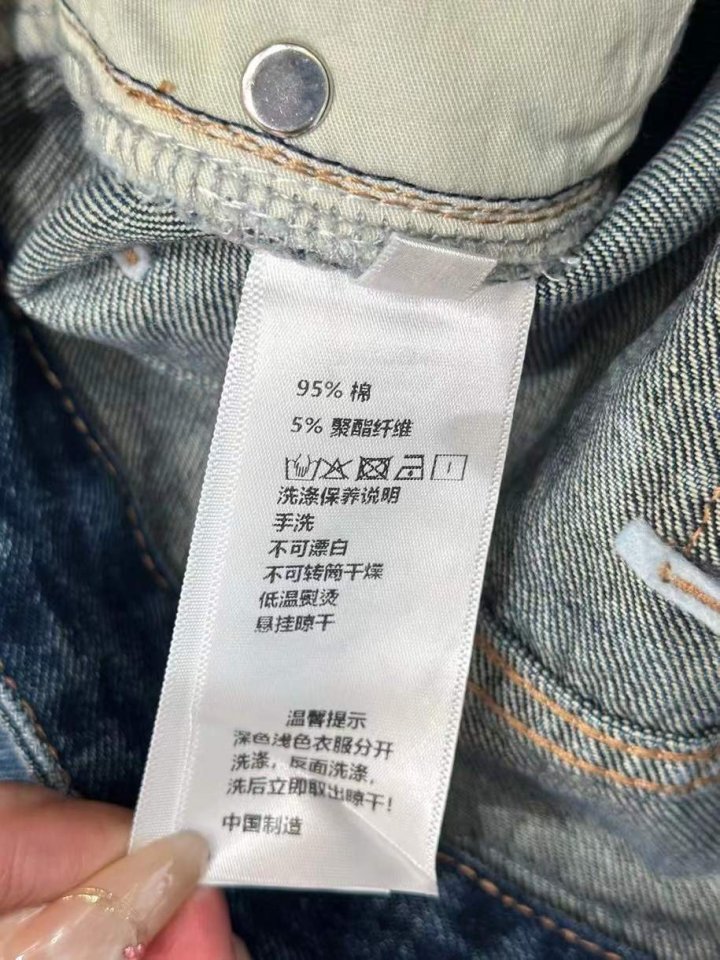 95% 棉
5% 聚酯纤维
洗涤保养说明
手洗
不可漂白
不可转筒干燥
低温熨烫
悬挂晾干
温馨提示
深色浅色衣服分开
洗涤，反面洗涤，
洗后立即取出晾干！
中国制造